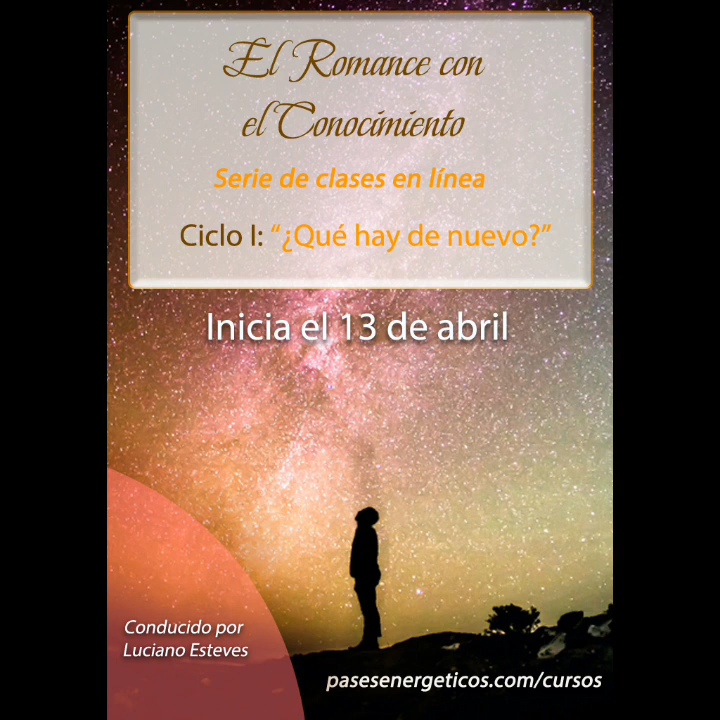 El Romance con
el Conocimiento
Serie de clases en línea
Ciclo I: “¿Qué hay de nuevo?”
Inicia el 13 de abril
Conducido por
Luciano Esteves
pasesenergeticos.com/cursos